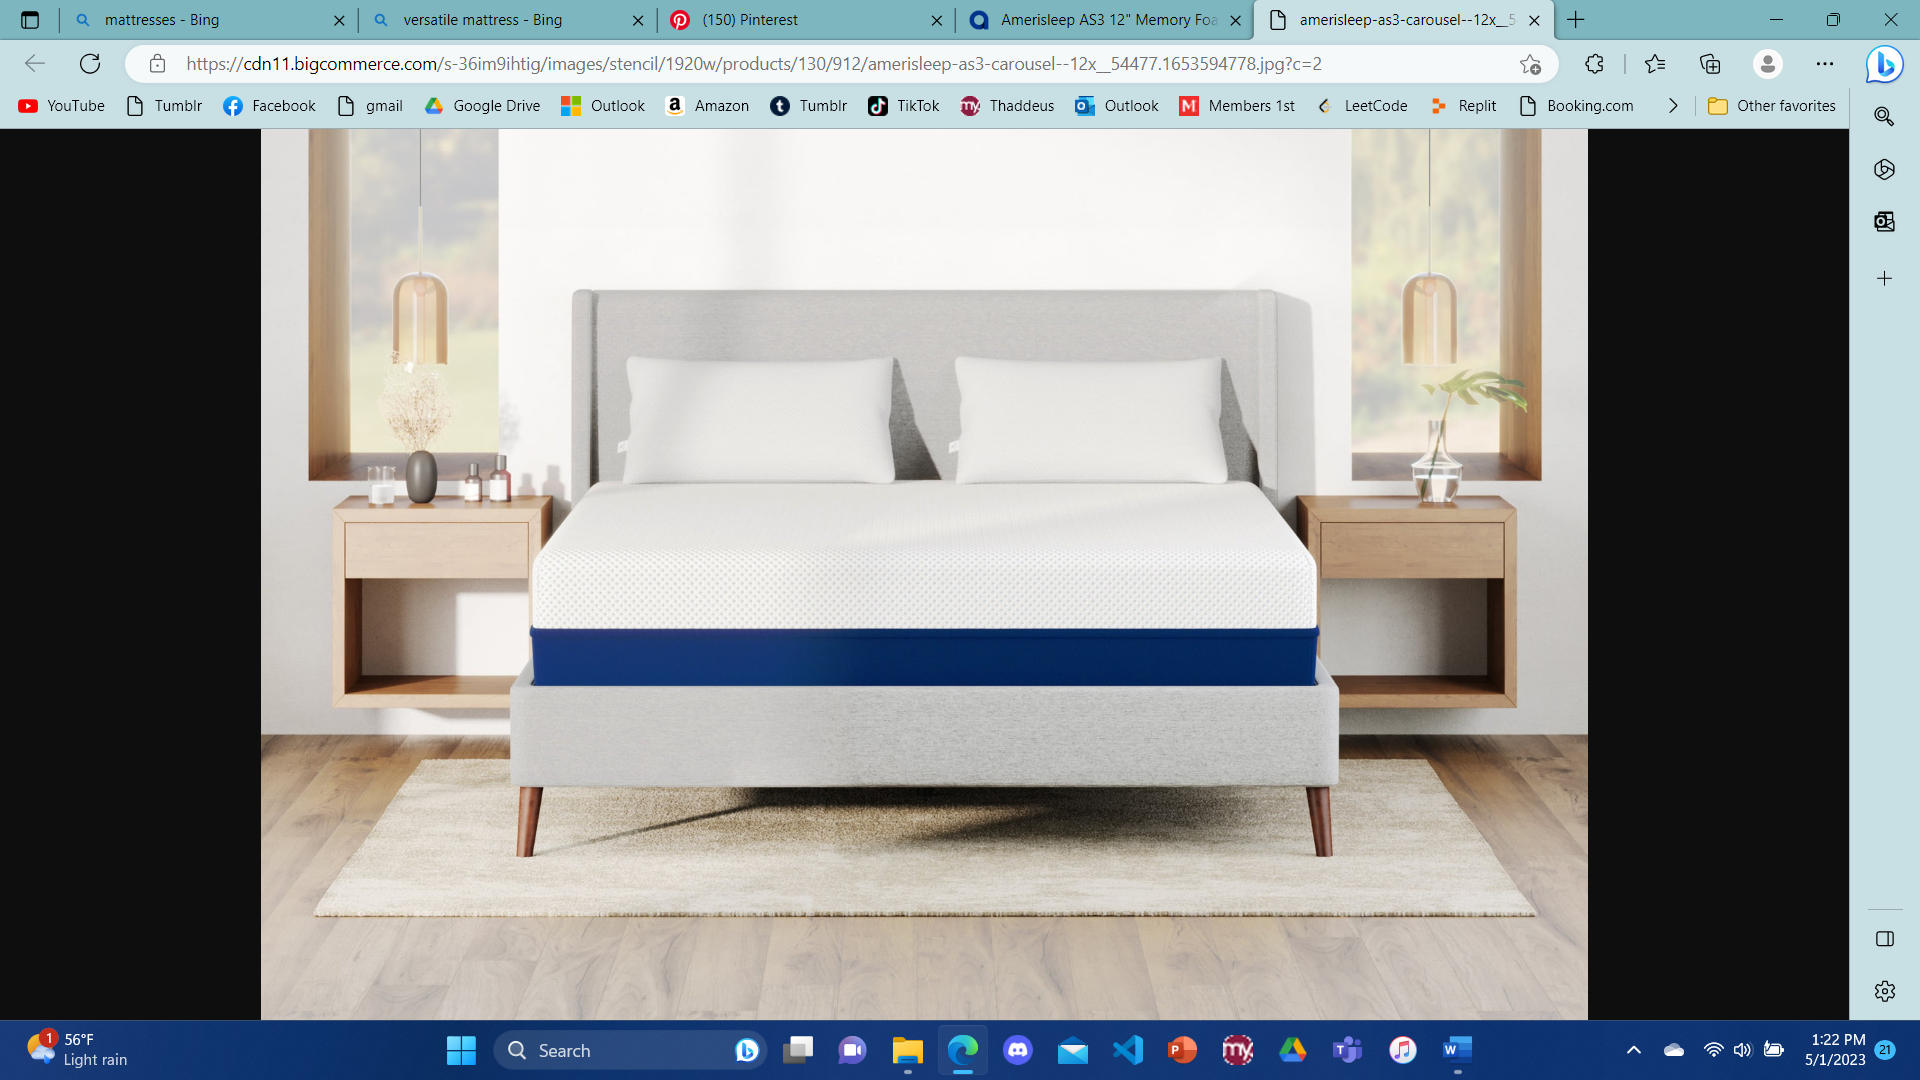 mattresses - Bing
versatile mattress - Bing
(150) Pinterest
Amerisleep AS3 12" Memory Foa
amerisleep-as3-carousel--12x__5
https://cdn11.bigcommerce.com/s-36im9ihtig/images/stencil/1920w/products/130/912/amerisleep-as3-carousel--12x__54477.1653594778.jpg?c=2
YouTube
Tumblr
Facebook
gmail
Google Drive
Outlook
Amazon
Tumblr
TikTok
Thaddeus
Outlook
Members 1st
LeetCode
Replit
Booking.com
Other favorites
1
56°F
Light rain
Search
my
1:22 PM
5/1/2023
21